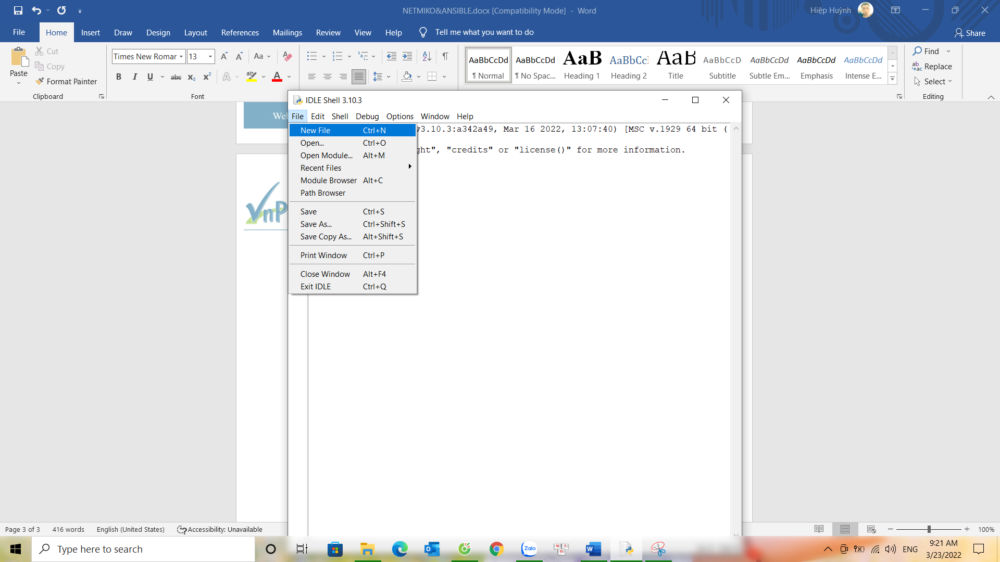 NETMIKO&ANSIBLE.docx [Compatibility Mode] - Word
Hiệp Huỳnh
File Home Insert Draw Design Layout References Mailings Review View Help Tell me what you want to do Share
Paste
Cut
Copy
Format Painter
Clipboard
Times New Roman 13
Font
AaBbCcDd AaBbCcDd AaB AaBbCc AaB AaBbCcD AaBbCcDd AaBbCcDd AaBbCcDd
¶ Normal ¶ No Spac... Heading 1 Heading 2 Title Subtitle Subtle Em... Emphasis Intense E...
Find
Replace
Select
Editing
Wel
VnP
IDLE Shell 3.10.3
File Edit Shell Debug Options Window Help
v3.10.3:a342a49, Mar 16 2022, 13:07:40) [MSC v.1929 64 bit (
ght", "credits" or "license()" for more information.
New File Ctrl+N
Open... Ctrl+O
Open Module... Alt+M
Recent Files
Module Browser Alt+C
Path Browser
Save Ctrl+S
Save As... Ctrl+Shift+S
Save Copy As... Alt+Shift+S
Print Window Ctrl+P
Close Window Alt+F4
Exit IDLE Ctrl+Q
Page 3 of 3 416 words English (United States) Accessibility: Unavailable
100%
Type here to search
Zalo
ENG
9:21 AM
3/23/2022